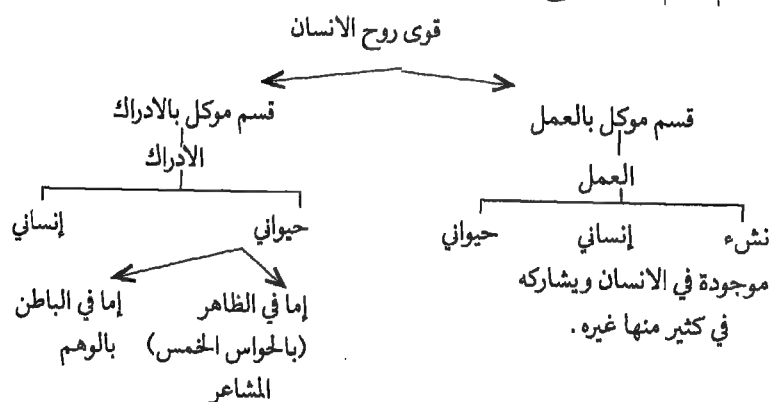 قوى روح الانسان
قسم موكل بالعمل
قسم موكل بالادراك
العمل
الأدراك
نشء
إنساني
حيواني
حيواني
إنساني
موجودة في الانسان ويشاركه
في كثير منها غيره.
إما في الظاهر
(بالحواس الخمس)
المشاعر
إما في الباطن
بالوهم